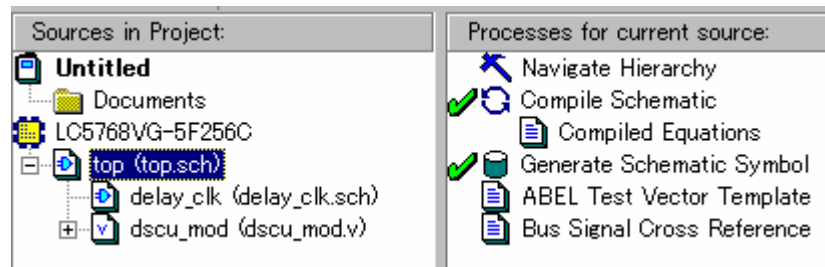 Sources in Project:
Untitled
Documents
LC5768VG-5F256C
top (top.sch)
delay_clk (delay_clk.sch)
dscu_mod (dscu_mod.v)
Processes for current source:
Navigate Hierarchy
Compile Schematic
Compiled Equations
Generate Schematic Symbol
ABEL Test Vector Template
Bus Signal Cross Reference